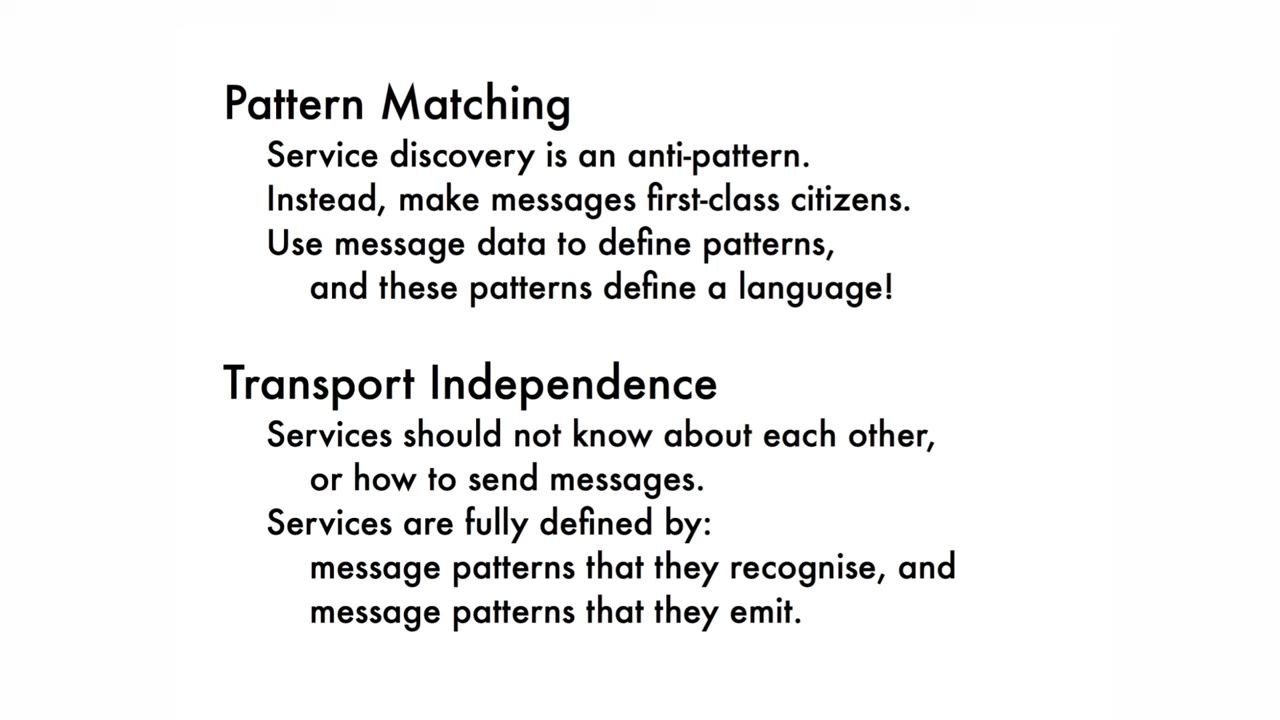 Pattern Matching
Service discovery is an anti-pattern.
Instead, make messages first-class citizens.
Use message data to define patterns,
and these patterns define a language!
Transport Independence
Services should not know about each other,
or how to send messages.
Services are fully defined by:
message patterns that they recognise, and
message patterns that they emit.